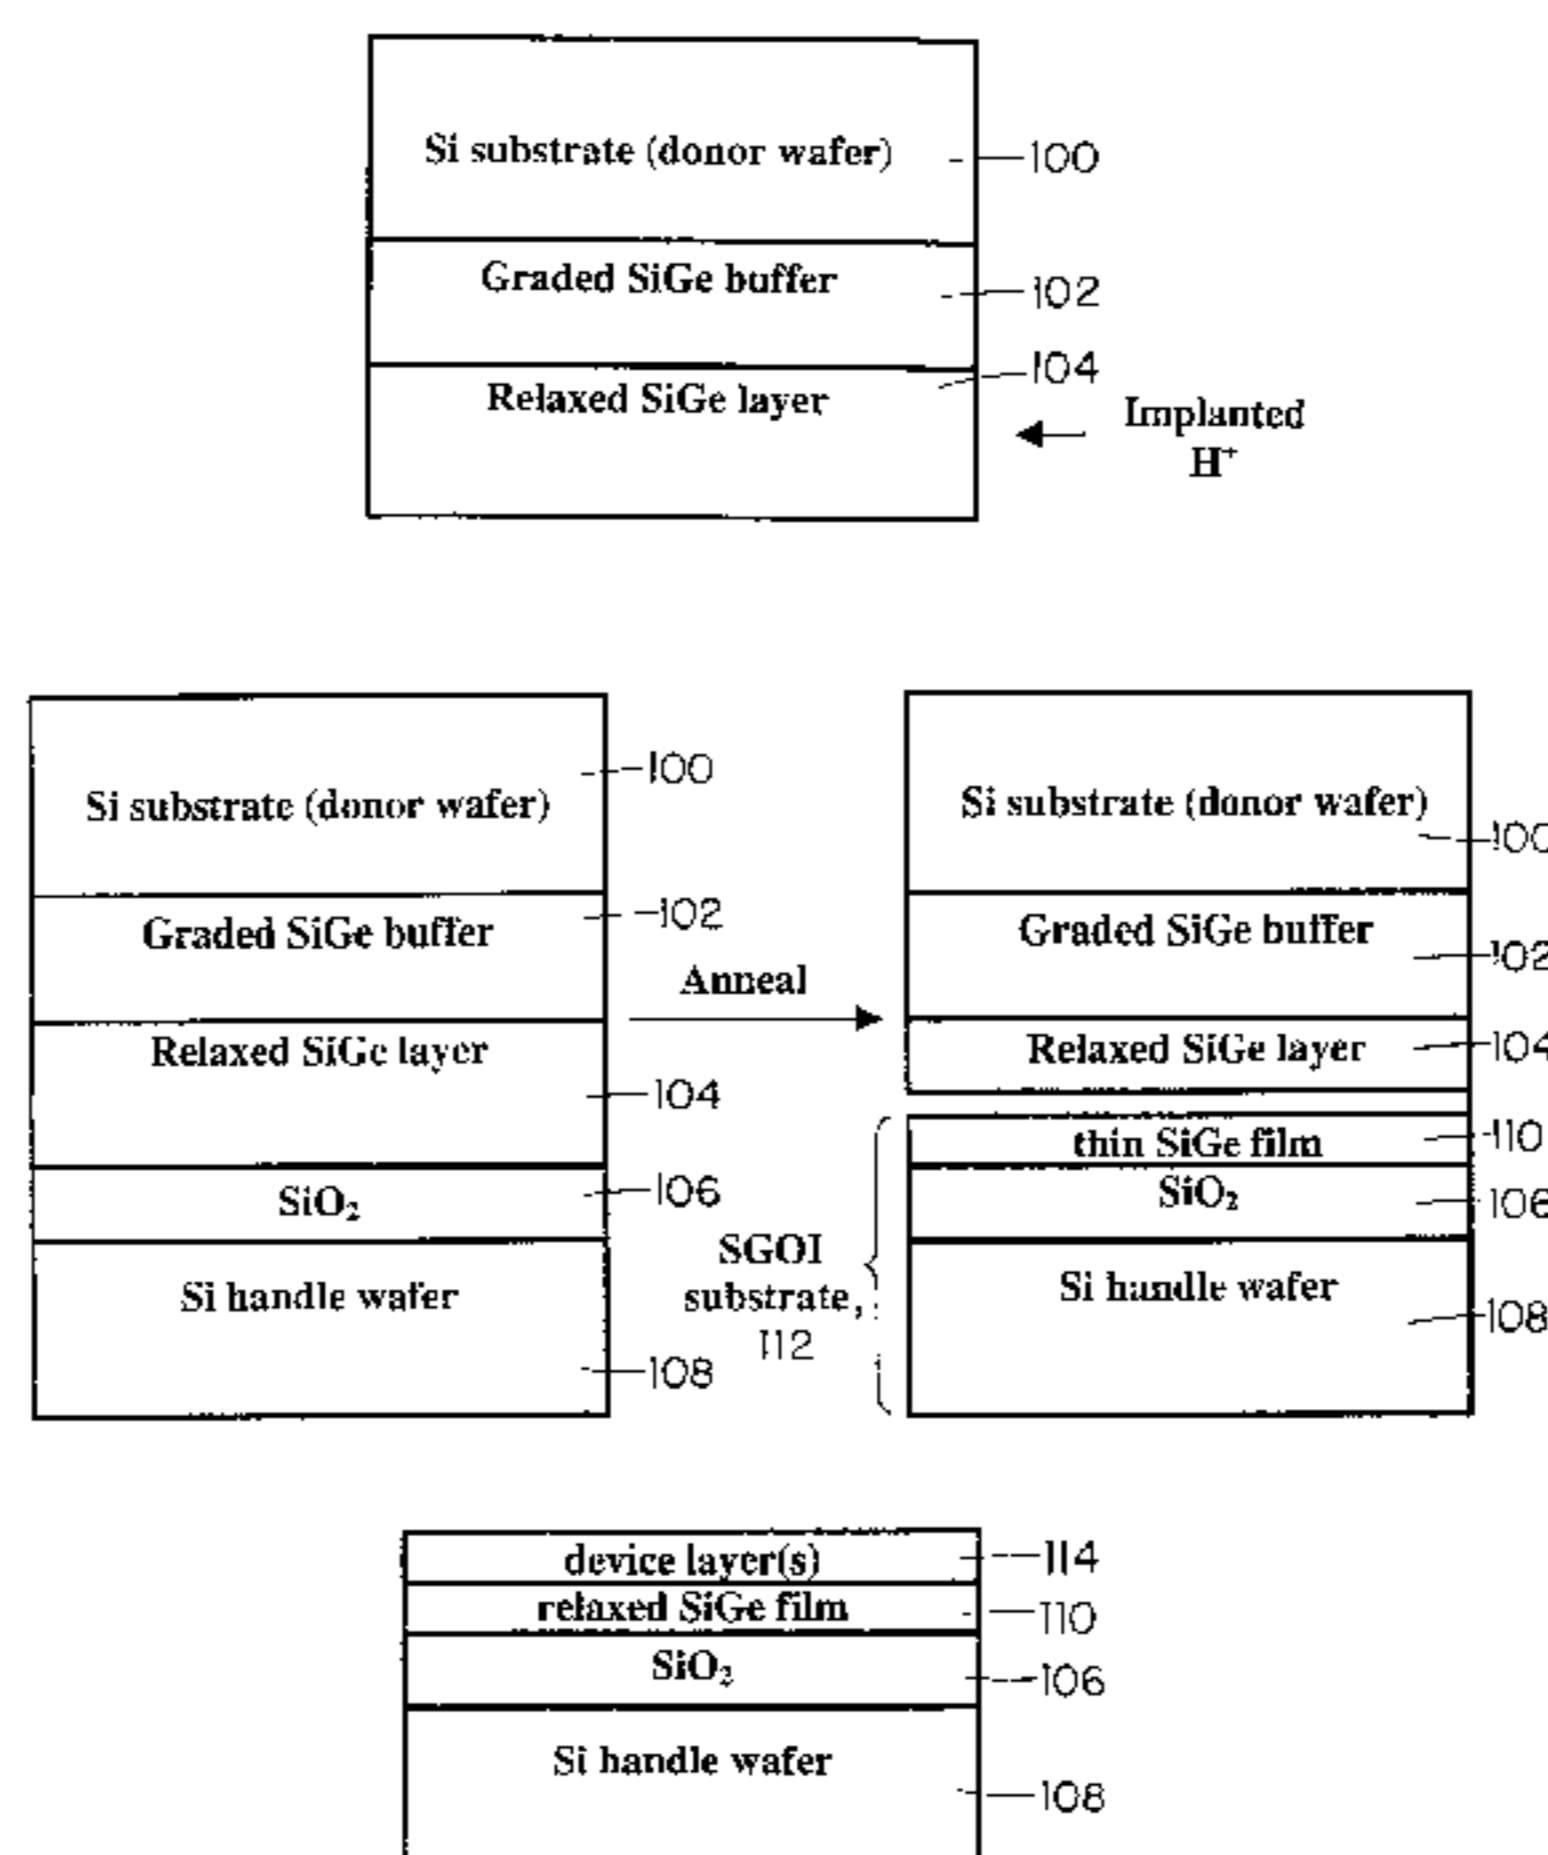 Si substrate (donor wafer)
100
Graded SiGe buffer
102
Relaxed SiGe layer
104
Implanted
H⁺
Si substrate (donor wafer)
100
Graded SiGe buffer
102
Relaxed SiGe layer
104
SiO₂
106
Si handle wafer
108
Anneal
Si substrate (donor wafer)
100
Graded SiGe buffer
102
Relaxed SiGe layer
104
thin SiGe film
110
SiO₂
106
Si handle wafer
108
SGOI
substrate,
112
device layer(s)
114
relaxed SiGe film
110
SiO₂
106
Si handle wafer
108